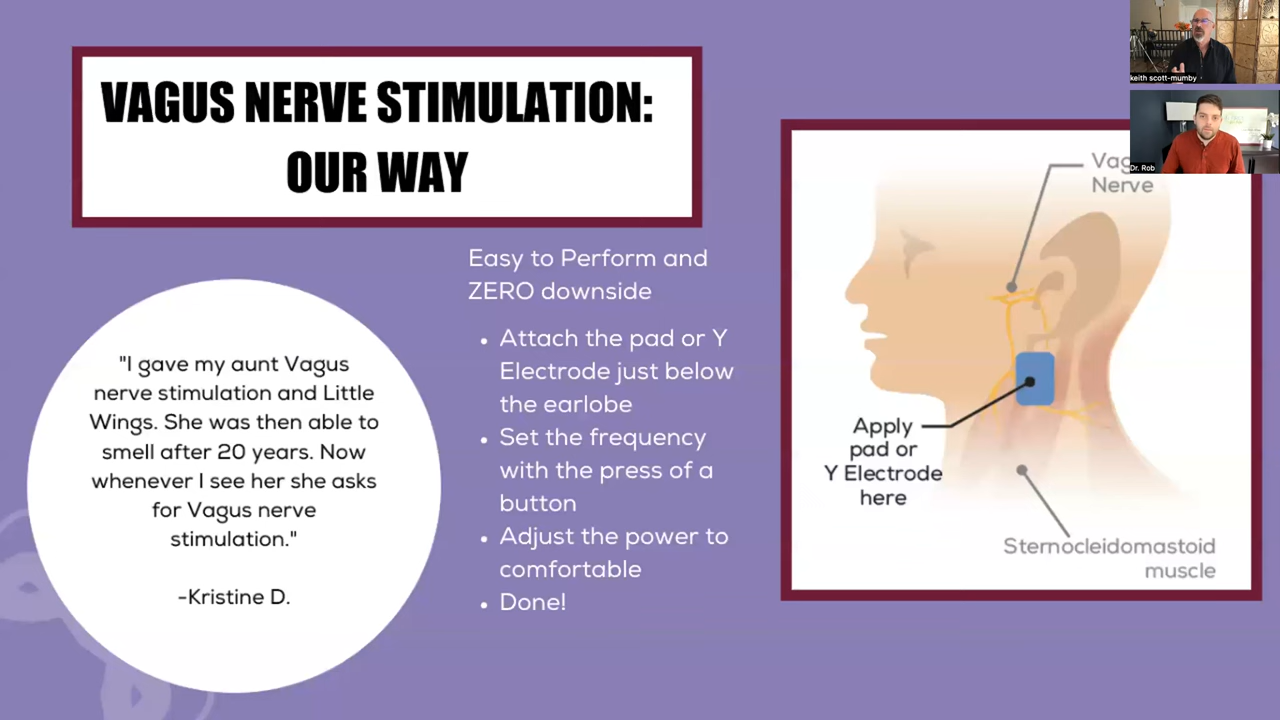 VAGUS NERVE STIMULATION:
OUR WAY
Easy to Perform and
ZERO downside
• Attach the pad or Y
Electrode just below
the earlobe
• Set the frequency
with the press of a
button
• Adjust the power to
comfortable
• Done!
"I gave my aunt Vagus
nerve stimulation and Little
Wings. She was then able to
smell after 20 years. Now
whenever I see her she asks
for Vagus nerve
stimulation."
-Kristine D.
Nerve
Apply
pad or
Y Electrode
here
Sternocleidomastoid
muscle
keith scott-mumby
Dr. Rob